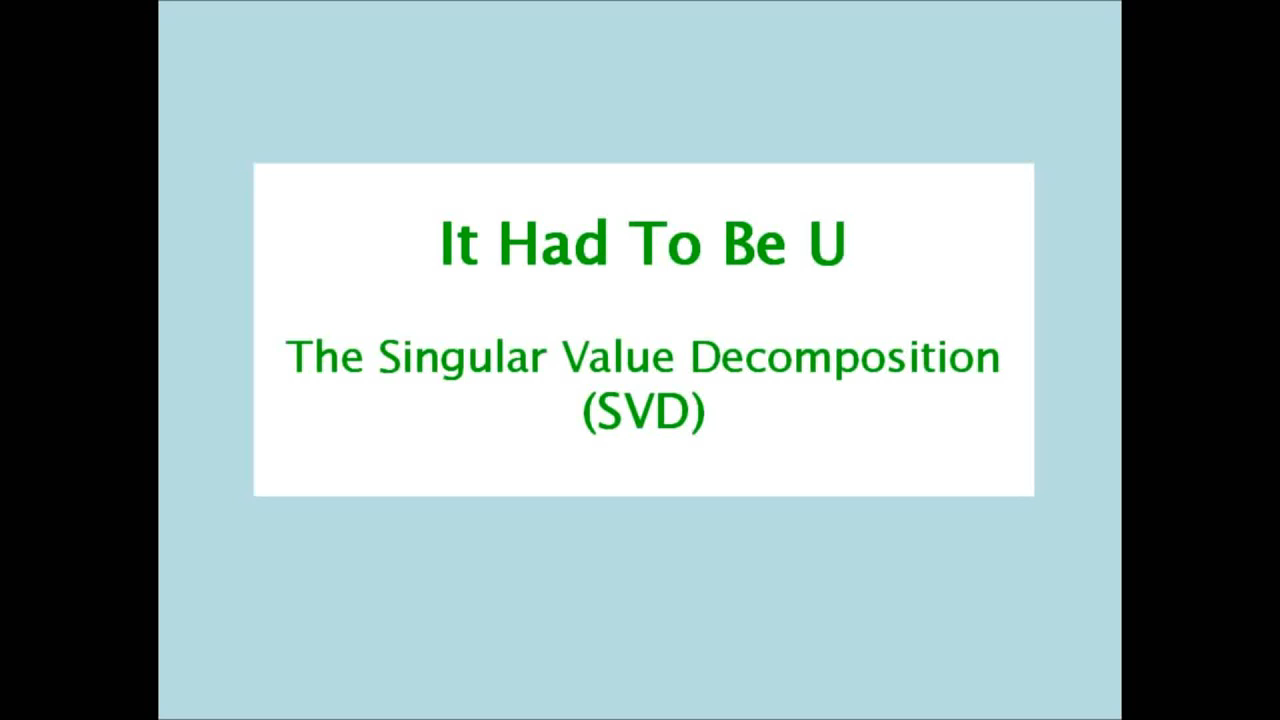 It Had To Be U
The Singular Value Decomposition
(SVD)